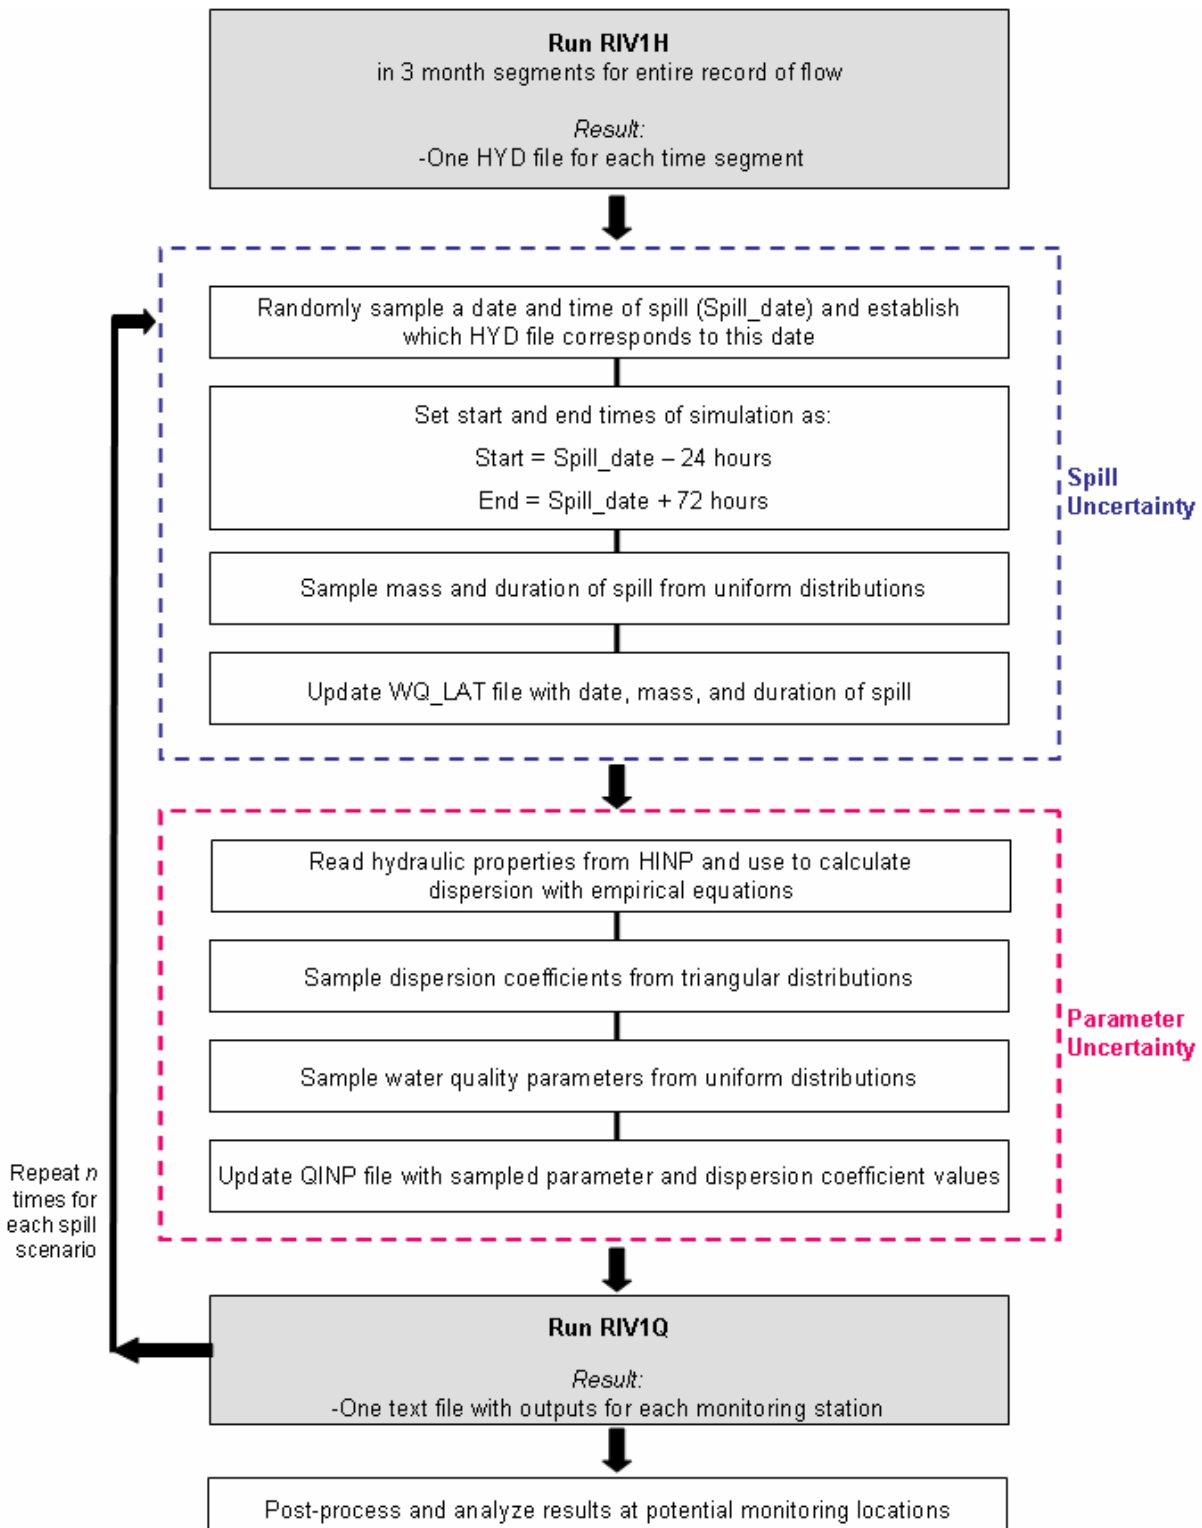 Run RIV1H
in 3 month segments for entire record of flow
Result:
-One HYD file for each time segment
Randomly sample a date and time of spill (Spill_date) and establish
which HYD file corresponds to this date
Set start and end times of simulation as:
Start = Spill_date – 24 hours
End = Spill_date + 72 hours
Sample mass and duration of spill from uniform distributions
Update WQ_LAT file with date, mass, and duration of spill
Spill
Uncertainty
Read hydraulic properties from HINP and use to calculate
dispersion with empirical equations
Sample dispersion coefficients from triangular distributions
Sample water quality parameters from uniform distributions
Update QINP file with sampled parameter and dispersion coefficient values
Parameter
Uncertainty
Repeat n
times for
each spill
scenario
Run RIV1Q
Result:
-One text file with outputs for each monitoring station
Post-process and analyze results at potential monitoring locations